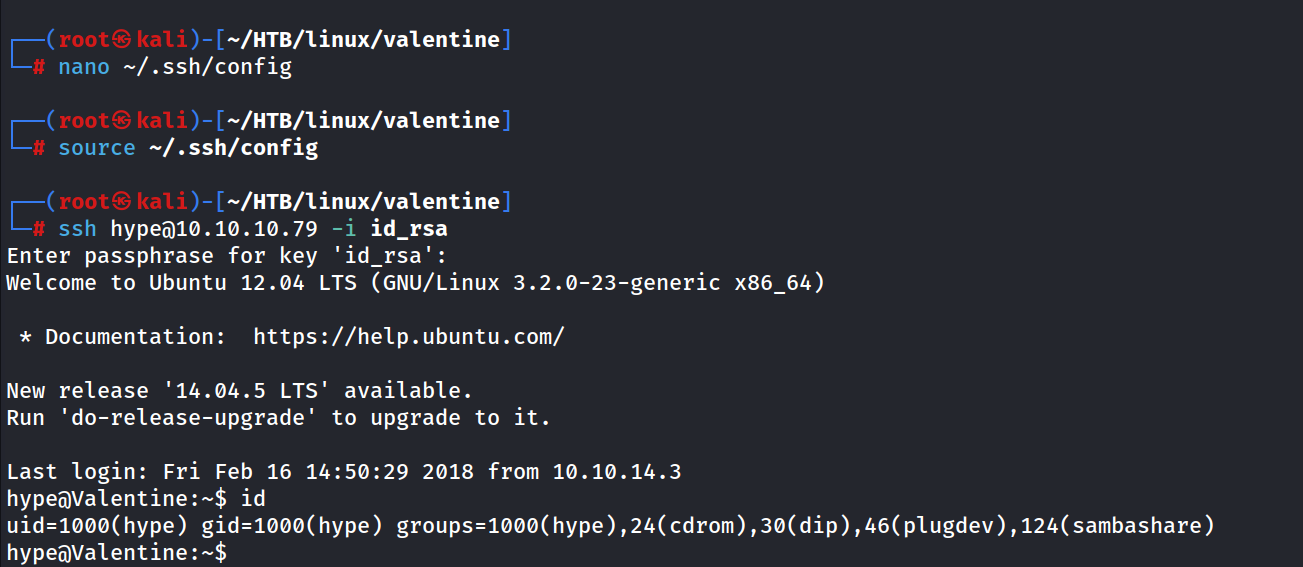 ┌──(root㉿kali)-[~/HTB/linux/valentine]
└─# nano ~/.ssh/config
┌──(root㉿kali)-[~/HTB/linux/valentine]
└─# source ~/.ssh/config
┌──(root㉿kali)-[~/HTB/linux/valentine]
└─# ssh hype@10.10.10.79 -i id_rsa
Enter passphrase for key 'id_rsa':
Welcome to Ubuntu 12.04 LTS (GNU/Linux 3.2.0-23-generic x86_64)
* Documentation:  https://help.ubuntu.com/
New release '14.04.5 LTS' available.
Run 'do-release-upgrade' to upgrade to it.
Last login: Fri Feb 16 14:50:29 2018 from 10.10.14.3
hype@Valentine:~$ id
uid=1000(hype) gid=1000(hype) groups=1000(hype),24(cdrom),30(dip),46(plugdev),124(sambashare)
hype@Valentine:~$